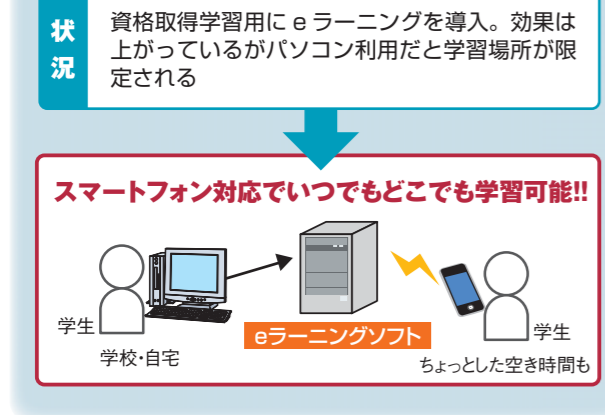 状況
資格取得学習用にeラーニングを導入。効果は
上がっているがパソコン利用だと学習場所が限
定される
スマートフォン対応でいつでもどこでも学習可能!!
学生
学校・自宅
eラーニングソフト
学生
ちょっとした空き時間も